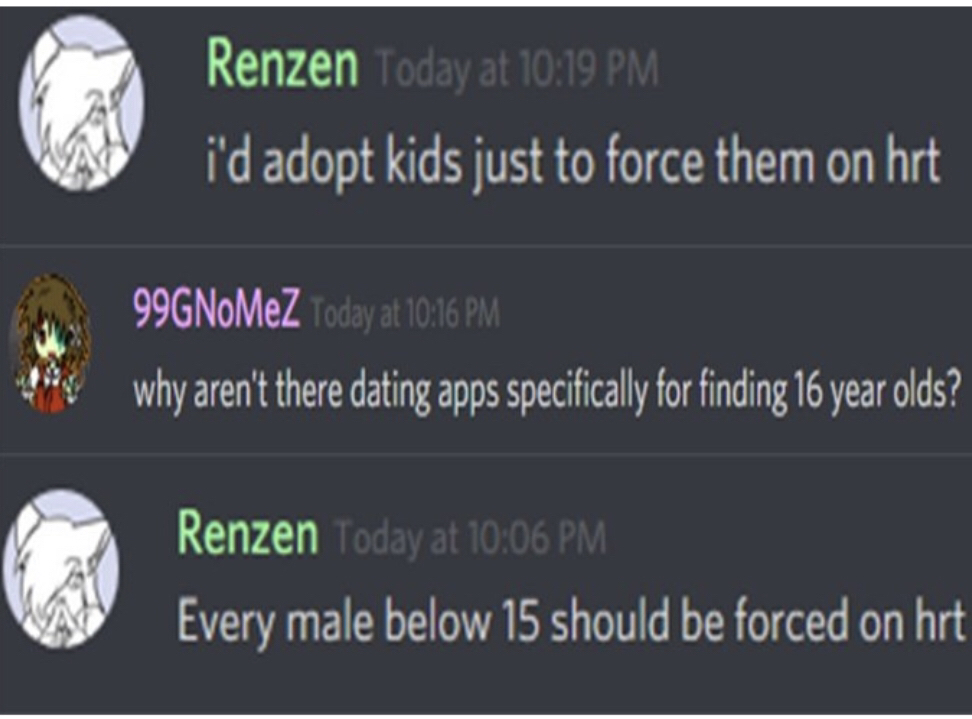 Renzen Today at 10:19 PM
i'd adopt kids just to force them on hrt
99GNoMeZ Today at 10:16 PM
why aren't there dating apps specifically for finding 16 year olds?
Renzen Today at 10:06 PM
Every male below 15 should be forced on hrt